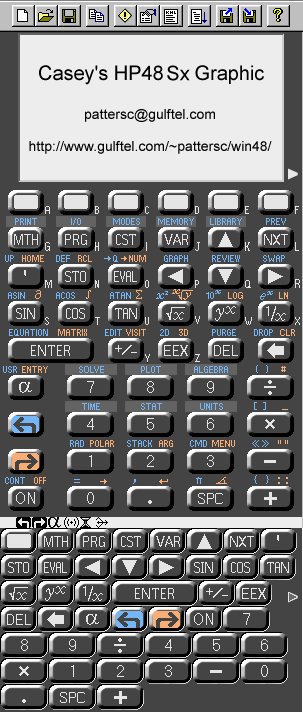 Casey's HP48 Sx Graphic
pattersc@gulftel.com
http://www.gulftel.com/~pattersc/win48/
A B C D E F
PRINT I/O MODES MEMORY LIBRARY PREV
MTH G PRG H CST I VAR J ▲ K NXT L
UP HOME DEF RCL →Q →NUM GRAPH REVIEW SWAP
' M STO N EVAL O ◀ P ▼ Q ▶ R
ASIN ∂ ACOS ∫ ATAN Σ x² ˣ√y 10ˣ LOG eˣ LN
SIN S COS T TAN U √x V yˣ W 1/x X
EQUATION MATRIX EDIT VISIT 2D 3D PURGE DROP CLR
ENTER +/- Y EEX Z DEL ⬅
USR ENTRY SOLVE PLOT ALGEBRA ( ) #
α 7 8 9 ÷
TIME STAT UNITS [ ] _
4 5 6 ×
RAD POLAR STACK ARG CMD MENU «» ""
1 2 3 −
CONT OFF = → , ↵ π ∠ { } : :
ON 0 . SPC +
α
MTH PRG CST VAR ▲ NXT '
STO EVAL ◀ ▼ ▶ SIN COS TAN
√x yˣ 1/x ENTER +/- EEX
DEL ⬅ α ON 7
8 9 ÷ 4 5 6
× 1 2 3 − 0
. SPC +